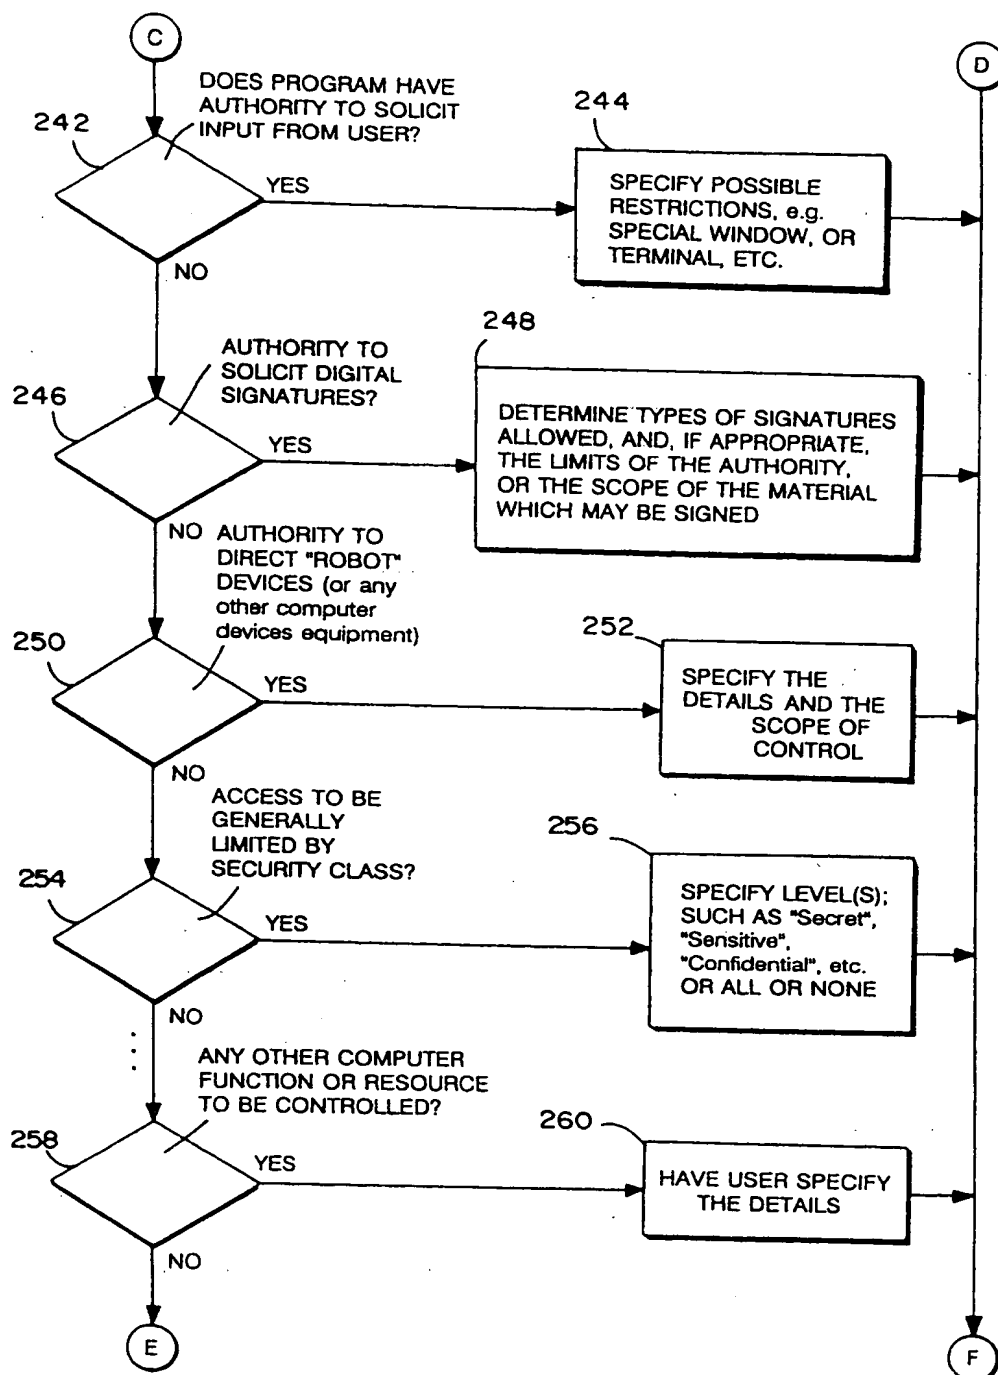 C
D
DOES PROGRAM HAVE
AUTHORITY TO SOLICIT
INPUT FROM USER?
242
YES
244
SPECIFY POSSIBLE
RESTRICTIONS, e.g.
SPECIAL WINDOW, OR
TERMINAL, ETC.
NO
AUTHORITY TO
SOLICIT DIGITAL
SIGNATURES?
246
YES
248
DETERMINE TYPES OF SIGNATURES
ALLOWED, AND, IF APPROPRIATE,
THE LIMITS OF THE AUTHORITY,
OR THE SCOPE OF THE MATERIAL
WHICH MAY BE SIGNED
NO
AUTHORITY TO
DIRECT "ROBOT"
DEVICES (or any
other computer
devices equipment)
250
YES
252
SPECIFY THE
DETAILS AND THE
SCOPE OF
CONTROL
NO
ACCESS TO BE
GENERALLY
LIMITED BY
SECURITY CLASS?
254
YES
256
SPECIFY LEVEL(S);
SUCH AS "Secret",
"Sensitive",
"Confidential", etc.
OR ALL OR NONE
NO
ANY OTHER COMPUTER
FUNCTION OR RESOURCE
TO BE CONTROLLED?
258
YES
260
HAVE USER SPECIFY
THE DETAILS
NO
E
F